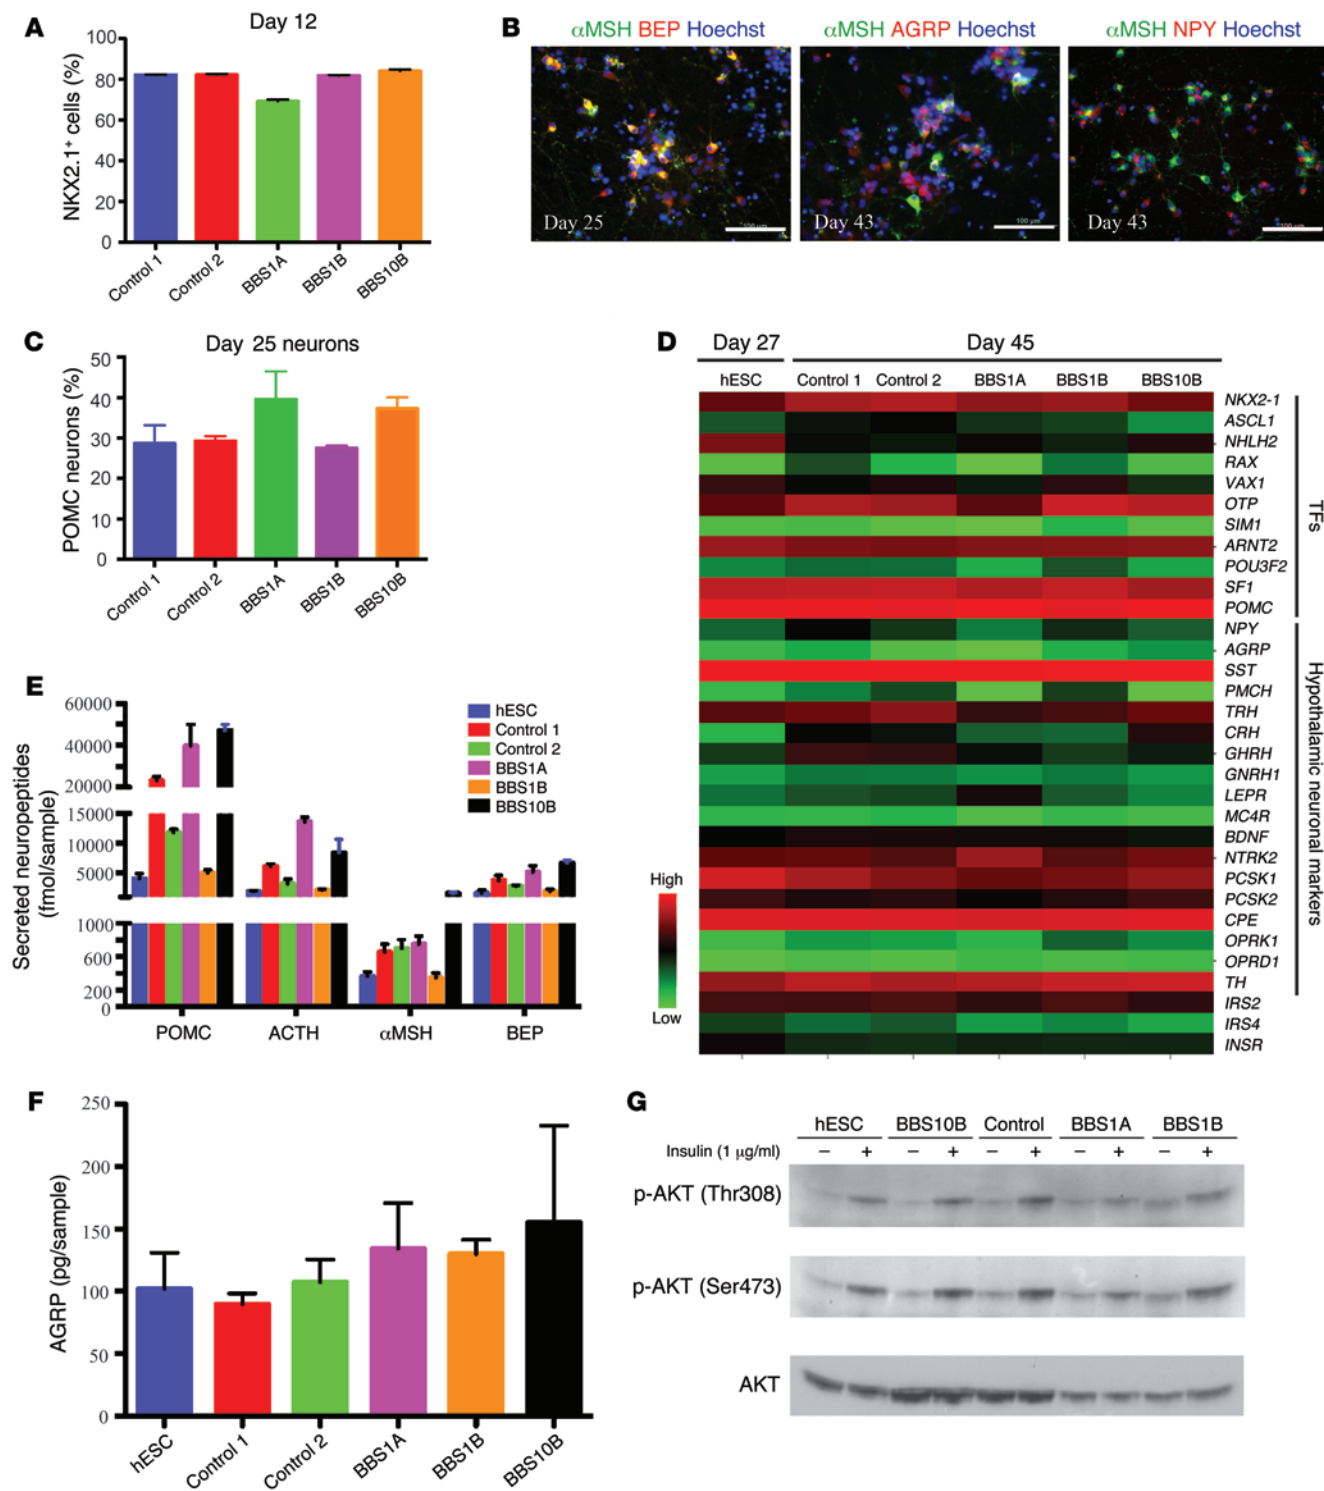 A
Day 12
NKX2.1+ cells (%)
100
80
60
40
20
0
Control 1
Control 2
BBS1A
BBS1B
BBS10B
B
αMSH BEP Hoechst
αMSH AGRP Hoechst
αMSH NPY Hoechst
Day 25
100 µm
Day 43
100 µm
Day 43
100 µm
C
Day 25 neurons
POMC neurons (%)
50
40
30
20
10
0
Control 1
Control 2
BBS1A
BBS1B
BBS10B
D
Day 27
Day 45
hESC
Control 1
Control 2
BBS1A
BBS1B
BBS10B
NKX2-1
ASCL1
NHLH2
RAX
VAX1
OTP
SIM1
ARNT2
POU3F2
SF1
POMC
NPY
AGRP
SST
PMCH
TRH
CRH
GHRH
GNRH1
LEPR
MC4R
BDNF
NTRK2
PCSK1
PCSK2
CPE
OPRK1
OPRD1
TH
IRS2
IRS4
INSR
TFs
Hypothalamic neuronal markers
High
Low
E
Secreted neuropeptides
(fmol/sample)
60000
40000
20000
15000
10000
5000
1000
600
200
0
hESC
Control 1
Control 2
BBS1A
BBS1B
BBS10B
POMC
ACTH
αMSH
BEP
F
AGRP (pg/sample)
250
200
150
100
50
0
hESC
Control 1
Control 2
BBS1A
BBS1B
BBS10B
G
hESC
BBS10B
Control
BBS1A
BBS1B
Insulin (1 µg/ml) – + – + – + – + – +
p-AKT (Thr308)
p-AKT (Ser473)
AKT